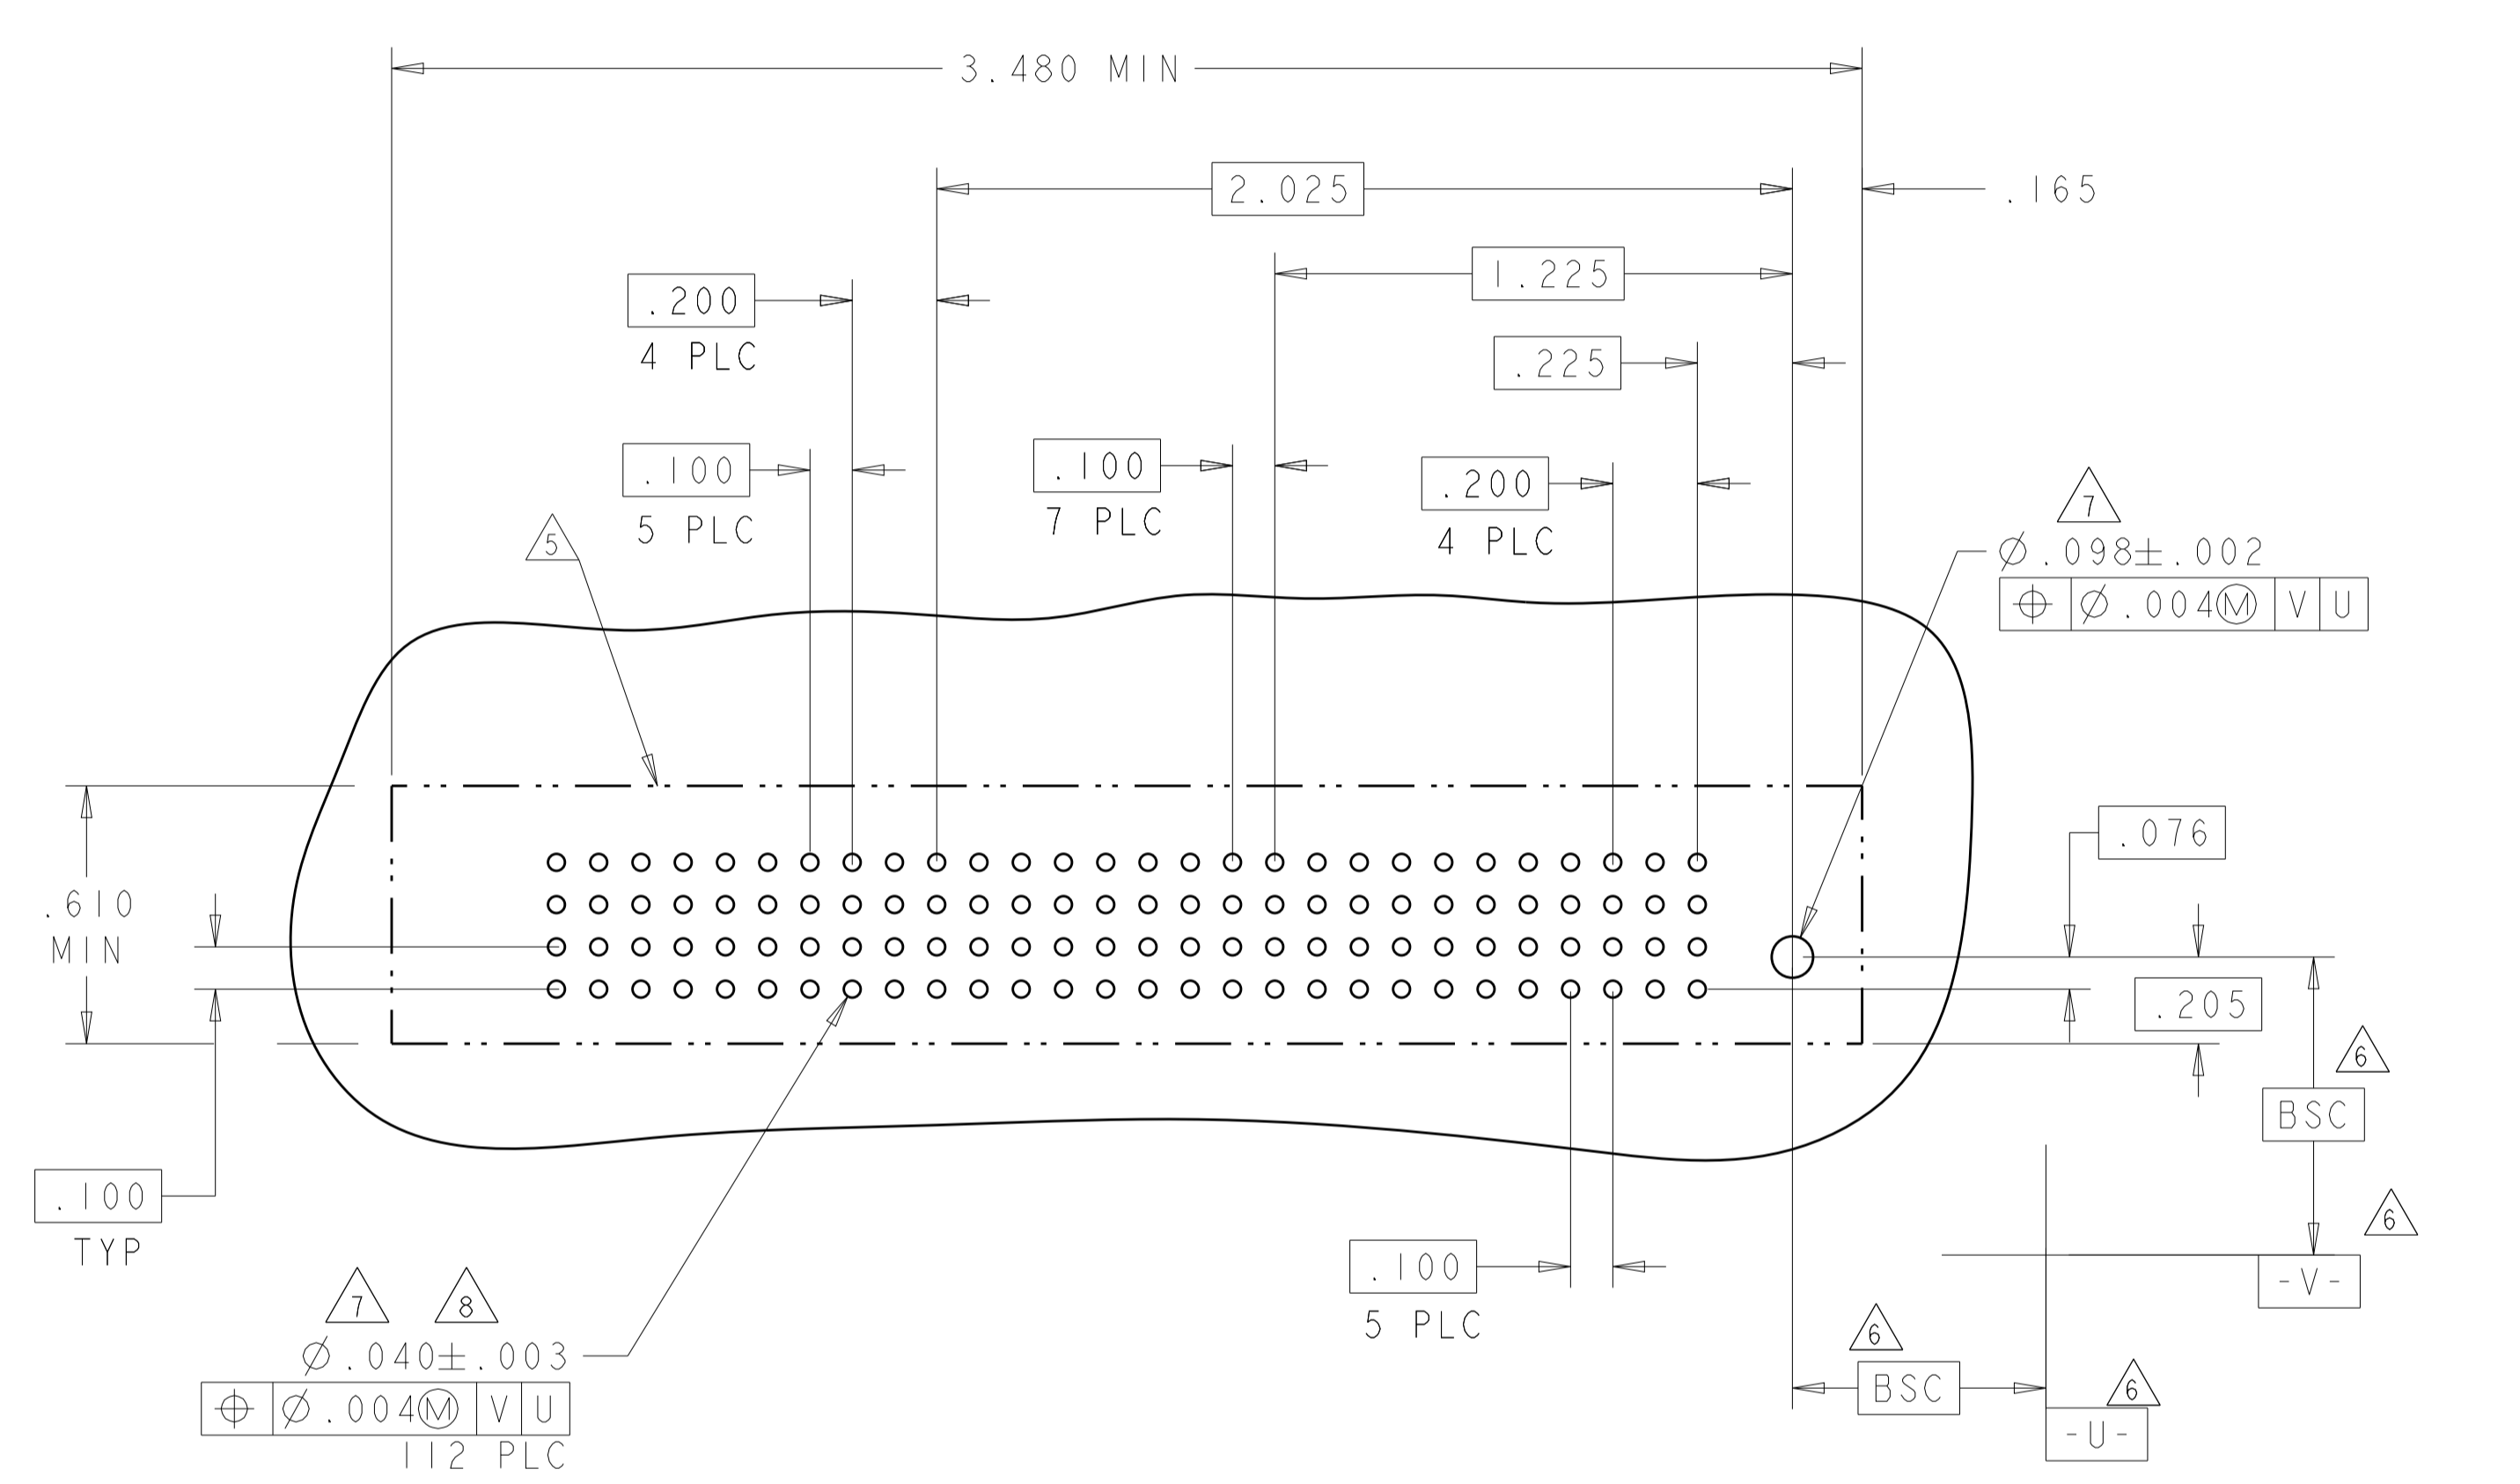 3.480 MIN
2.025
.165
1.225
.200
4 PLC
.225
.100
5 PLC
.100
7 PLC
.200
4 PLC
5
7
⌀.098±.002
⌖ ⌀.004Ⓜ V U
.076
.610
MIN
.205
6
BSC
.100
TYP
6
-V-
.100
5 PLC
7 8
⌀.040±.003
⌖ ⌀.004Ⓜ V U
112 PLC
6
BSC
6
-U-